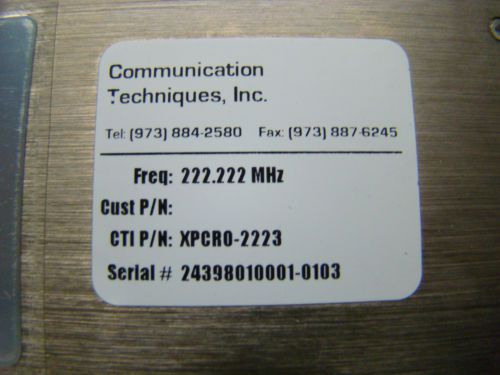 Communication
Techniques, Inc.
Tel: (973) 884-2580 Fax: (973) 887-6245
Freq: 222.222 MHz
Cust P/N:
CTI P/N: XPCRO-2223
Serial # 24398010001-0103